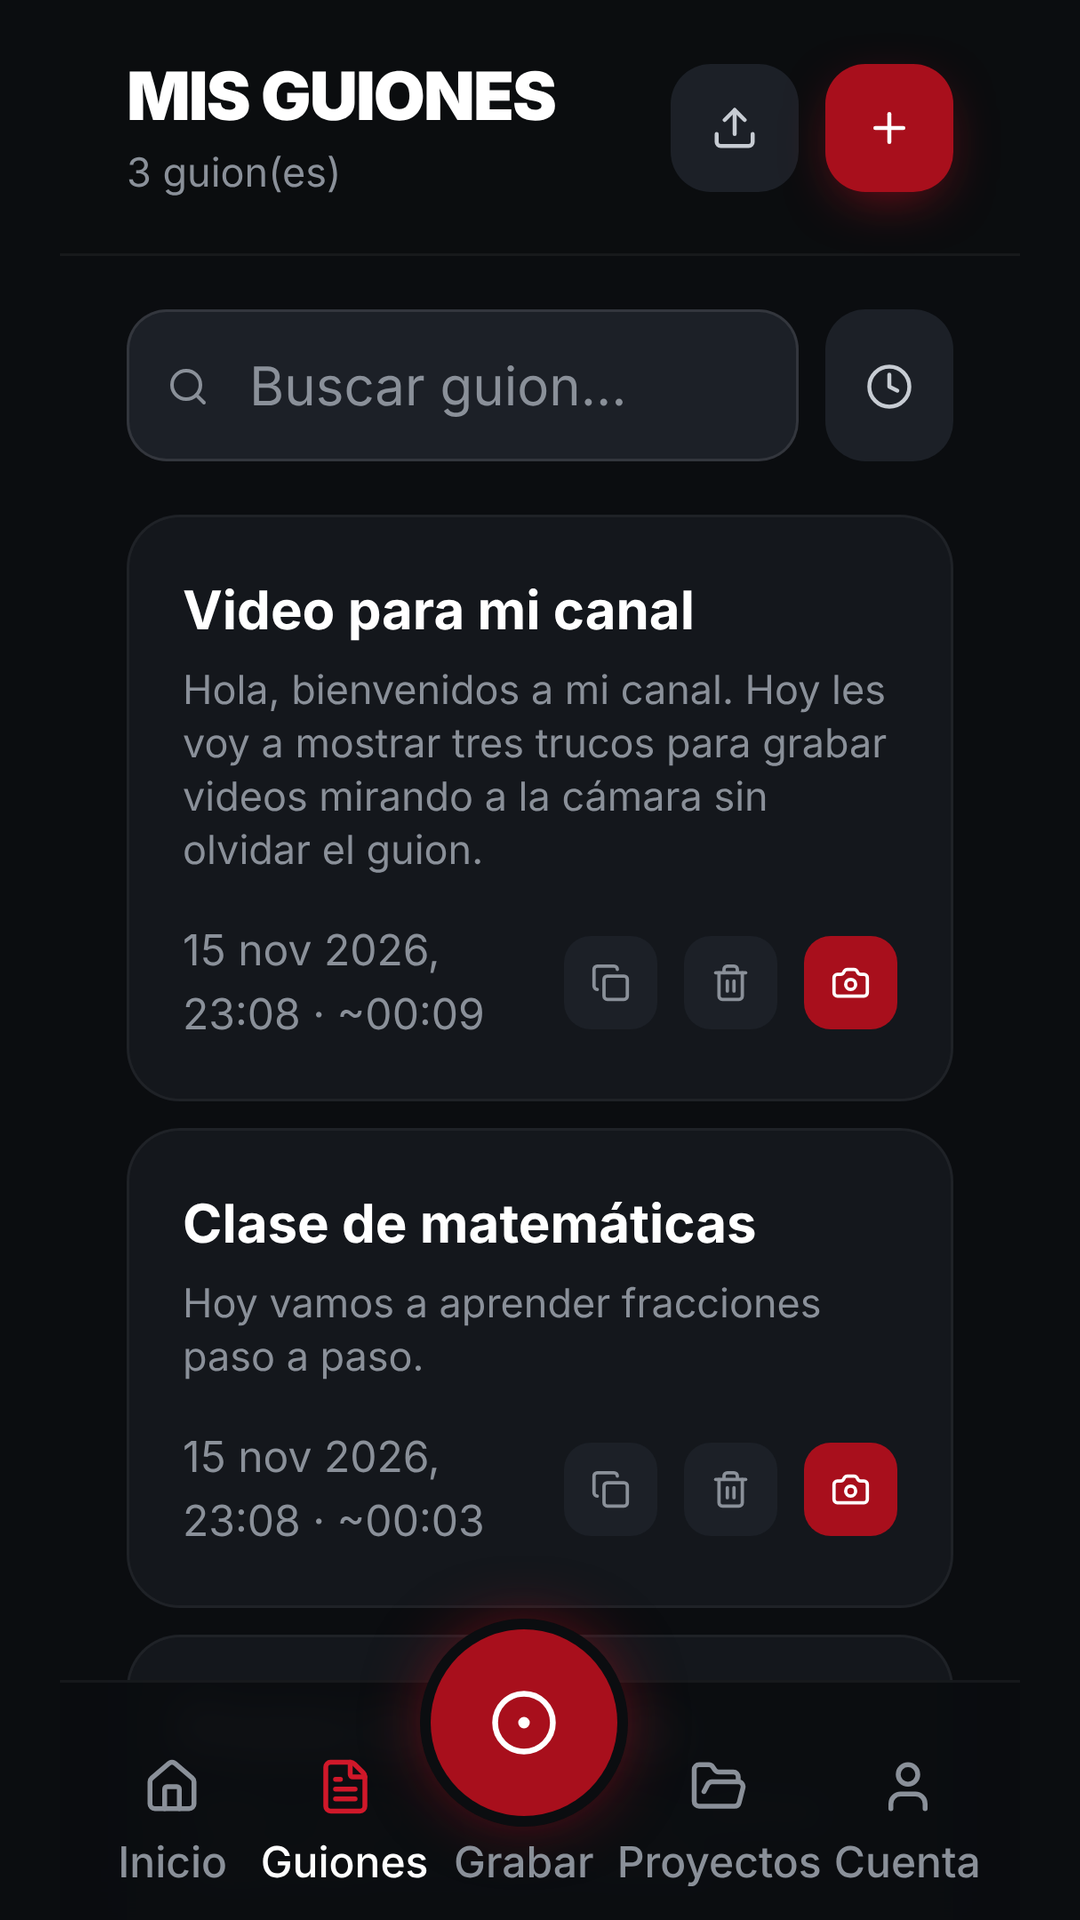 MIS GUIONES
3 guion(es)
Buscar guion...
Video para mi canal
Hola, bienvenidos a mi canal. Hoy les
voy a mostrar tres trucos para grabar
videos mirando a la cámara sin
olvidar el guion.
15 nov 2026,
23:08 · ~00:09
Clase de matemáticas
Hoy vamos a aprender fracciones
paso a paso.
15 nov 2026,
23:08 · ~00:03
Inicio Guiones Grabar Proyectos Cuenta